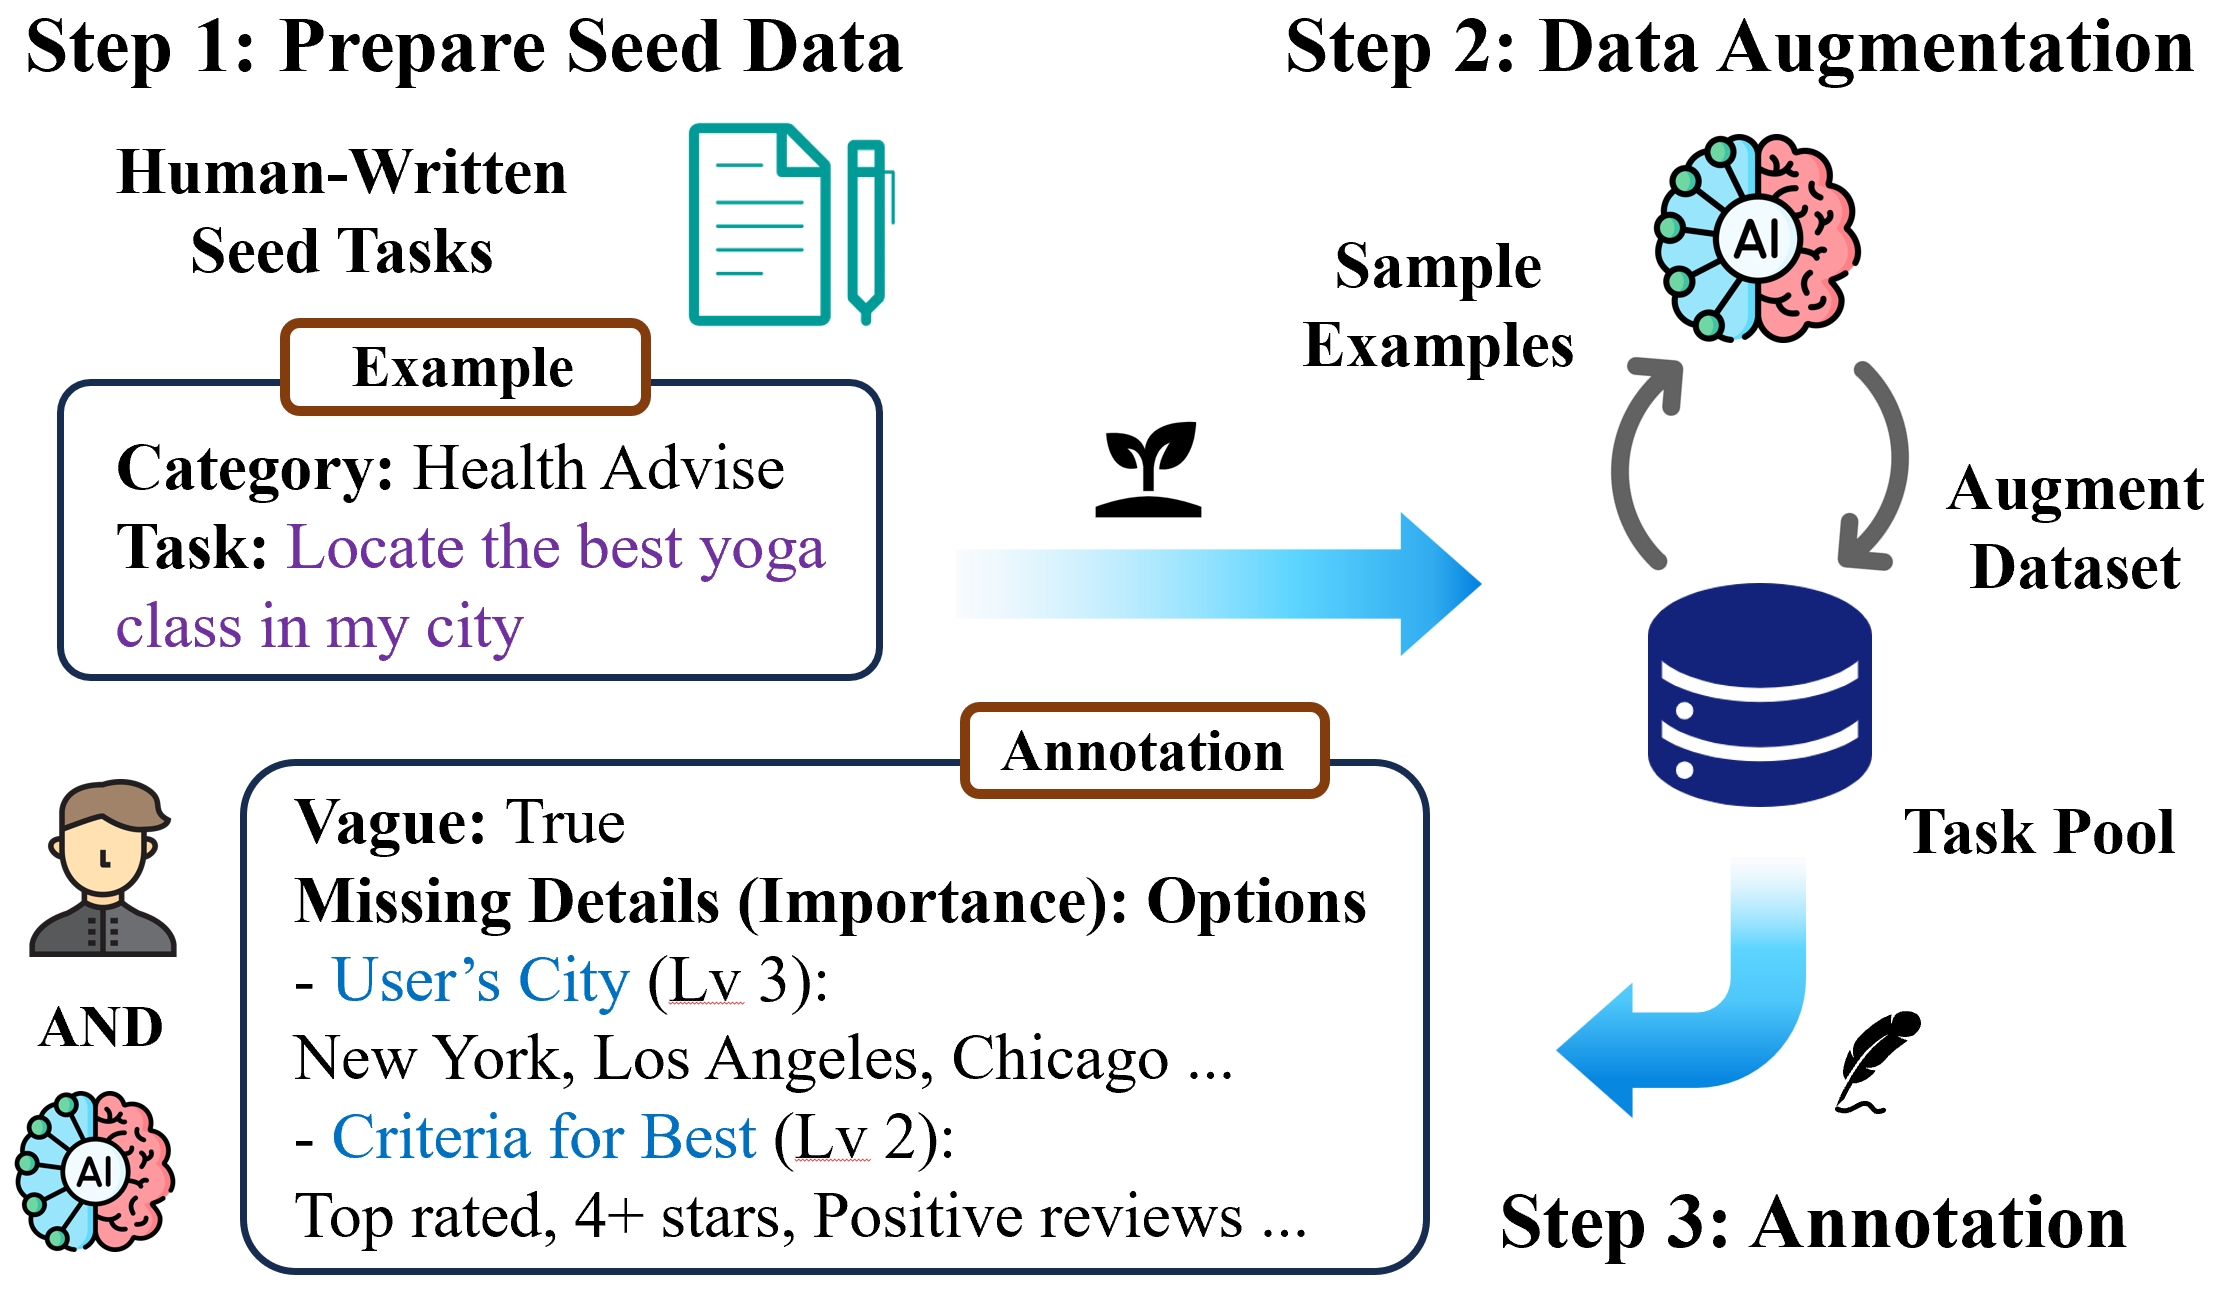 Step 1: Prepare Seed Data
Human-Written
Seed Tasks
Example
Category: Health Advise
Task: Locate the best yoga
class in my city
Step 2: Data Augmentation
AI
Sample
Examples
Augment
Dataset
Task Pool
Step 3: Annotation
Annotation
Vague: True
Missing Details (Importance): Options
- User’s City (Lv 3):
New York, Los Angeles, Chicago ...
- Criteria for Best (Lv 2):
Top rated, 4+ stars, Positive reviews ...
AND
AI